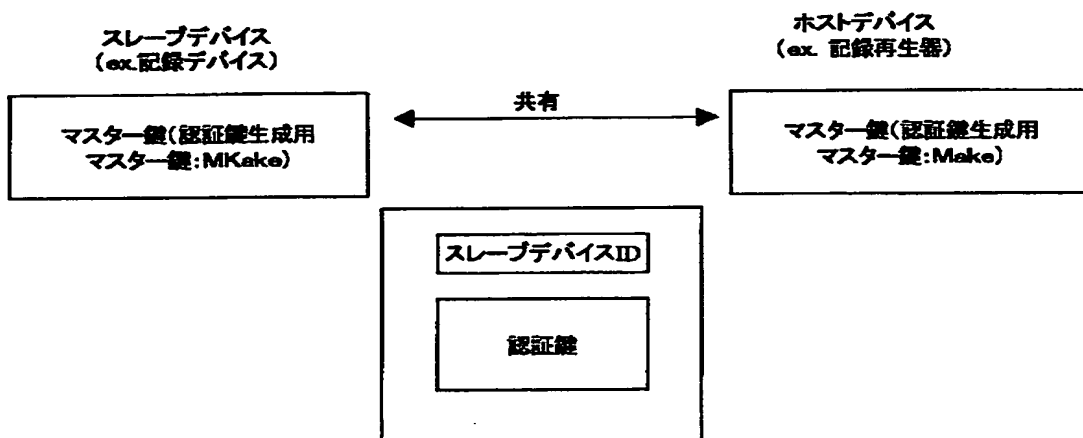 スレーブデバイス
(ex.記録デバイス)
ホストデバイス
(ex. 記録再生器)
共有
マスター鍵(認証鍵生成用
マスター鍵:MKake)
マスター鍵(認証鍵生成用
マスター鍵:Make)
スレーブデバイスID
認証鍵